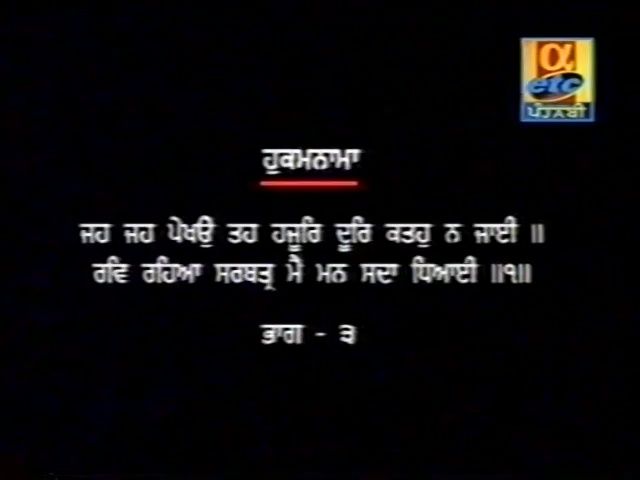 α
etc
ਪੰਜਾਬੀ
ਹੁਕਮਨਾਮਾ
ਜਹ ਜਹ ਪੇਖਉ ਤਹ ਹਜੂਰਿ ਦੂਰਿ ਕਤਹੁ ਨ ਜਾਈ ॥
ਰਵਿ ਰਹਿਆ ਸਰਬਤ੍ਰ ਮੈ ਮਨ ਸਦਾ ਧਿਆਈ ॥੧॥
ਭਾਗ - ੩